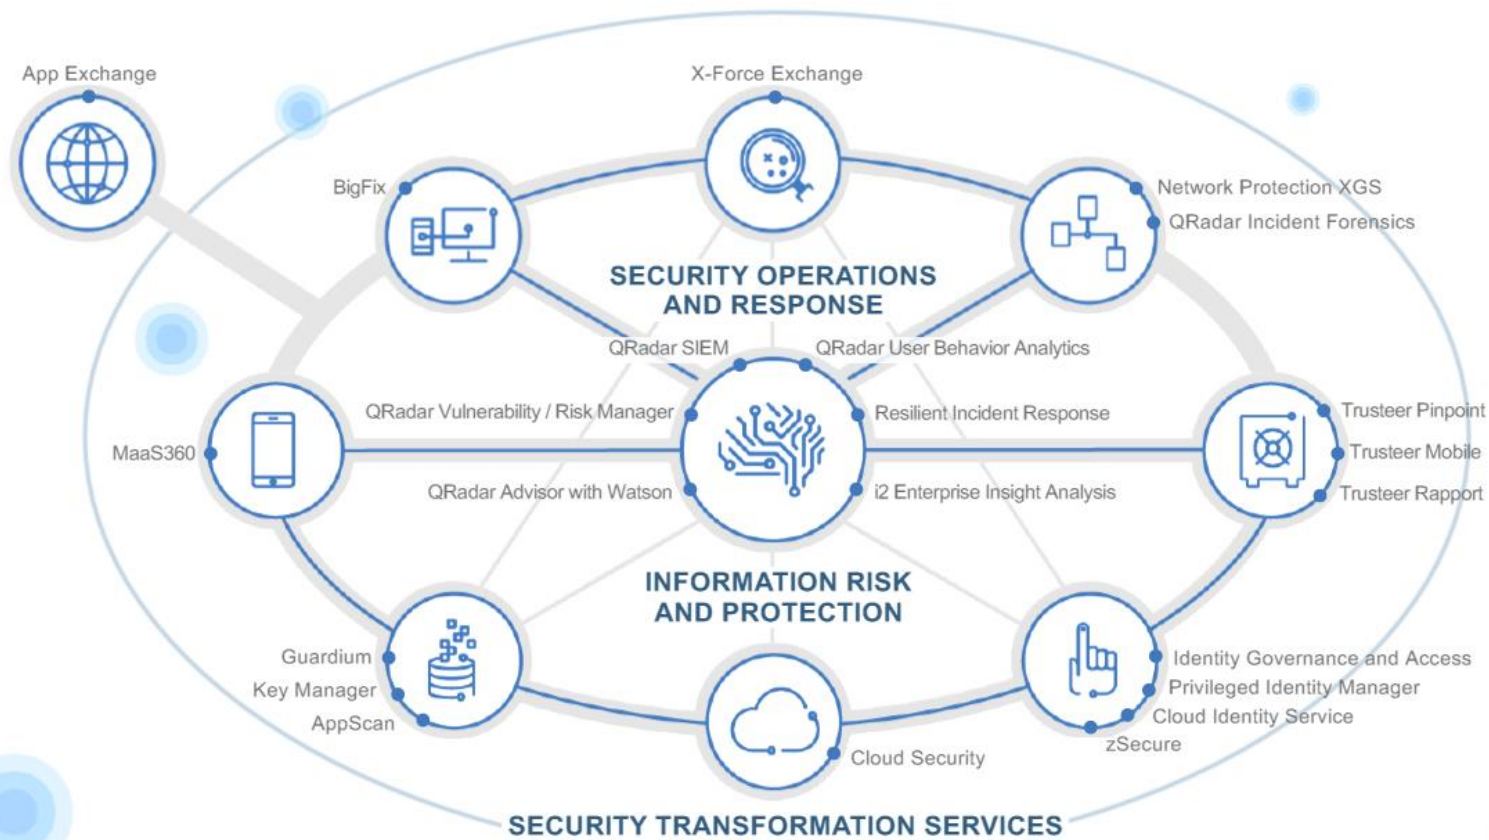 App Exchange
X-Force Exchange
BigFix
Network Protection XGS
QRadar Incident Forensics
SECURITY OPERATIONS
AND RESPONSE
QRadar SIEM
QRadar User Behavior Analytics
QRadar Vulnerability / Risk Manager
Resilient Incident Response
Trusteer Pinpoint
MaaS360
Trusteer Mobile
QRadar Advisor with Watson
i2 Enterprise Insight Analysis
Trusteer Rapport
INFORMATION RISK
AND PROTECTION
Guardium
Key Manager
AppScan
Identity Governance and Access
Privileged Identity Manager
Cloud Identity Service
zSecure
Cloud Security
SECURITY TRANSFORMATION SERVICES